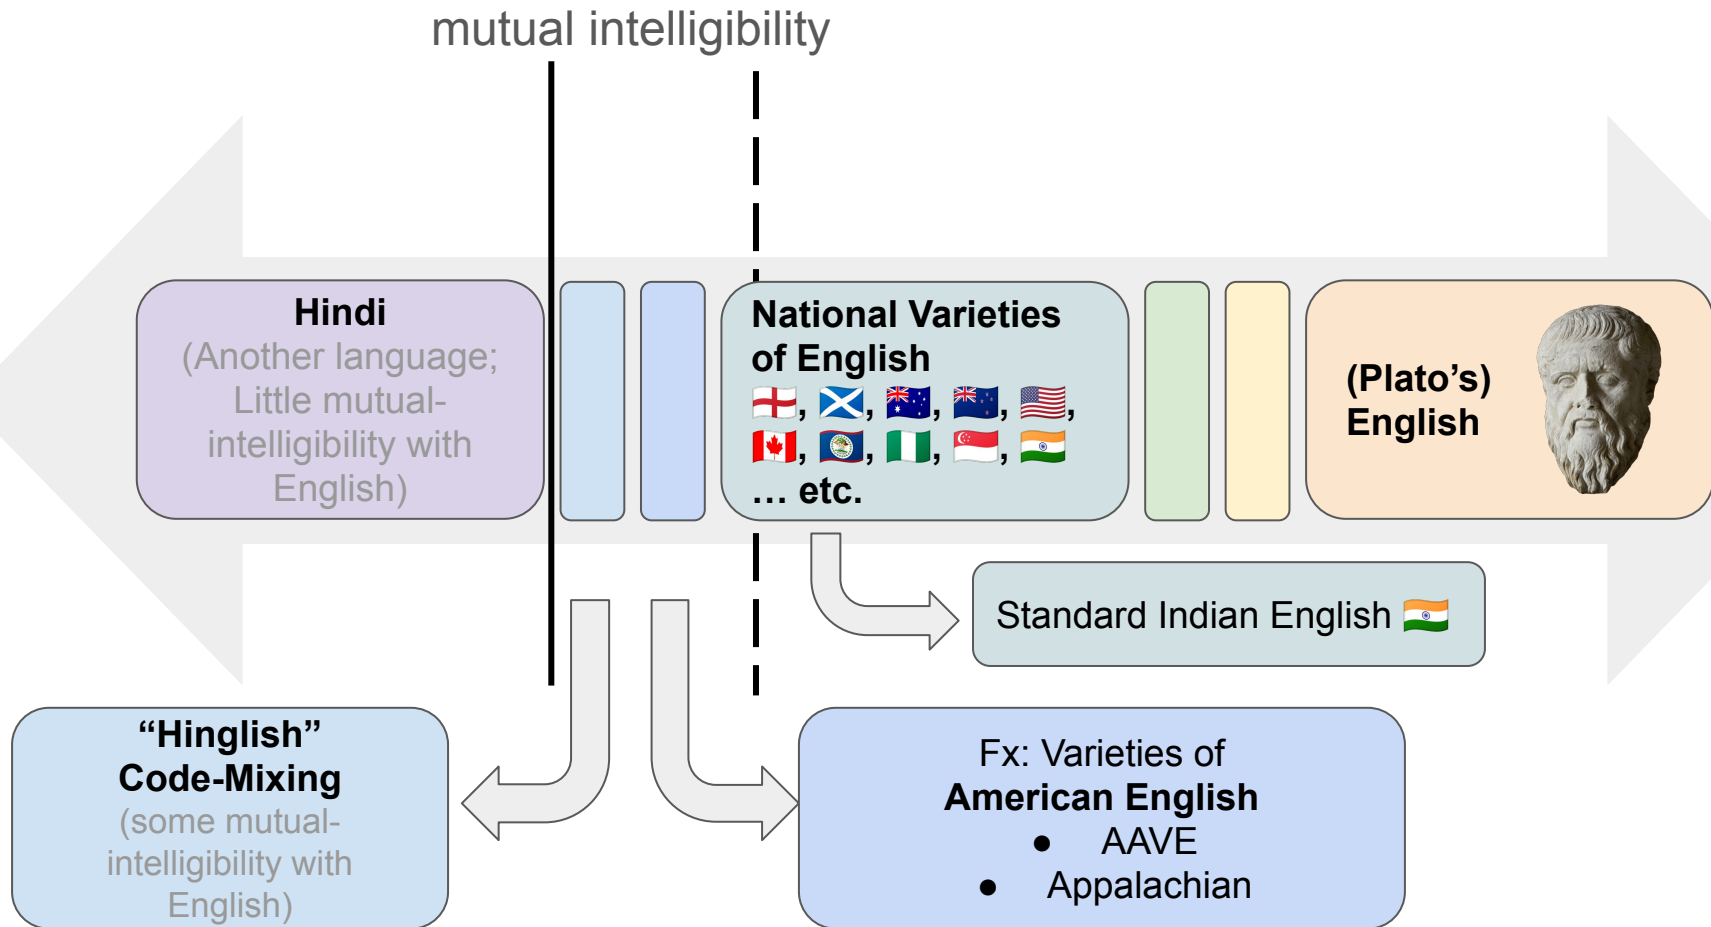 mutual intelligibility
Hindi
(Another language;
Little mutual-
intelligibility with
English)
National Varieties
of English
🏴󠁧󠁢󠁥󠁮󠁧󠁿, 🏴󠁧󠁢󠁳󠁣󠁴󠁿, 🇦🇺, 🇳🇿, 🇺🇸,
🇨🇦, 🇧🇿, 🇳🇬, 🇸🇬, 🇮🇳
… etc.
(Plato’s)
English
Standard Indian English 🇮🇳
“Hinglish”
Code-Mixing
(some mutual-
intelligibility with
English)
Fx: Varieties of
American English
● AAVE
● Appalachian